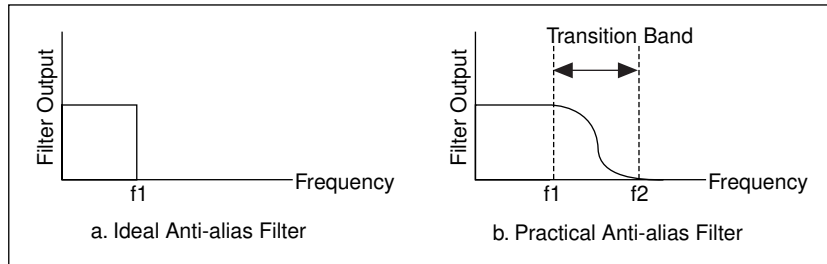 Filter Output
f1
Frequency
a. Ideal Anti-alias Filter
Transition Band
Filter Output
f1
f2
Frequency
b. Practical Anti-alias Filter